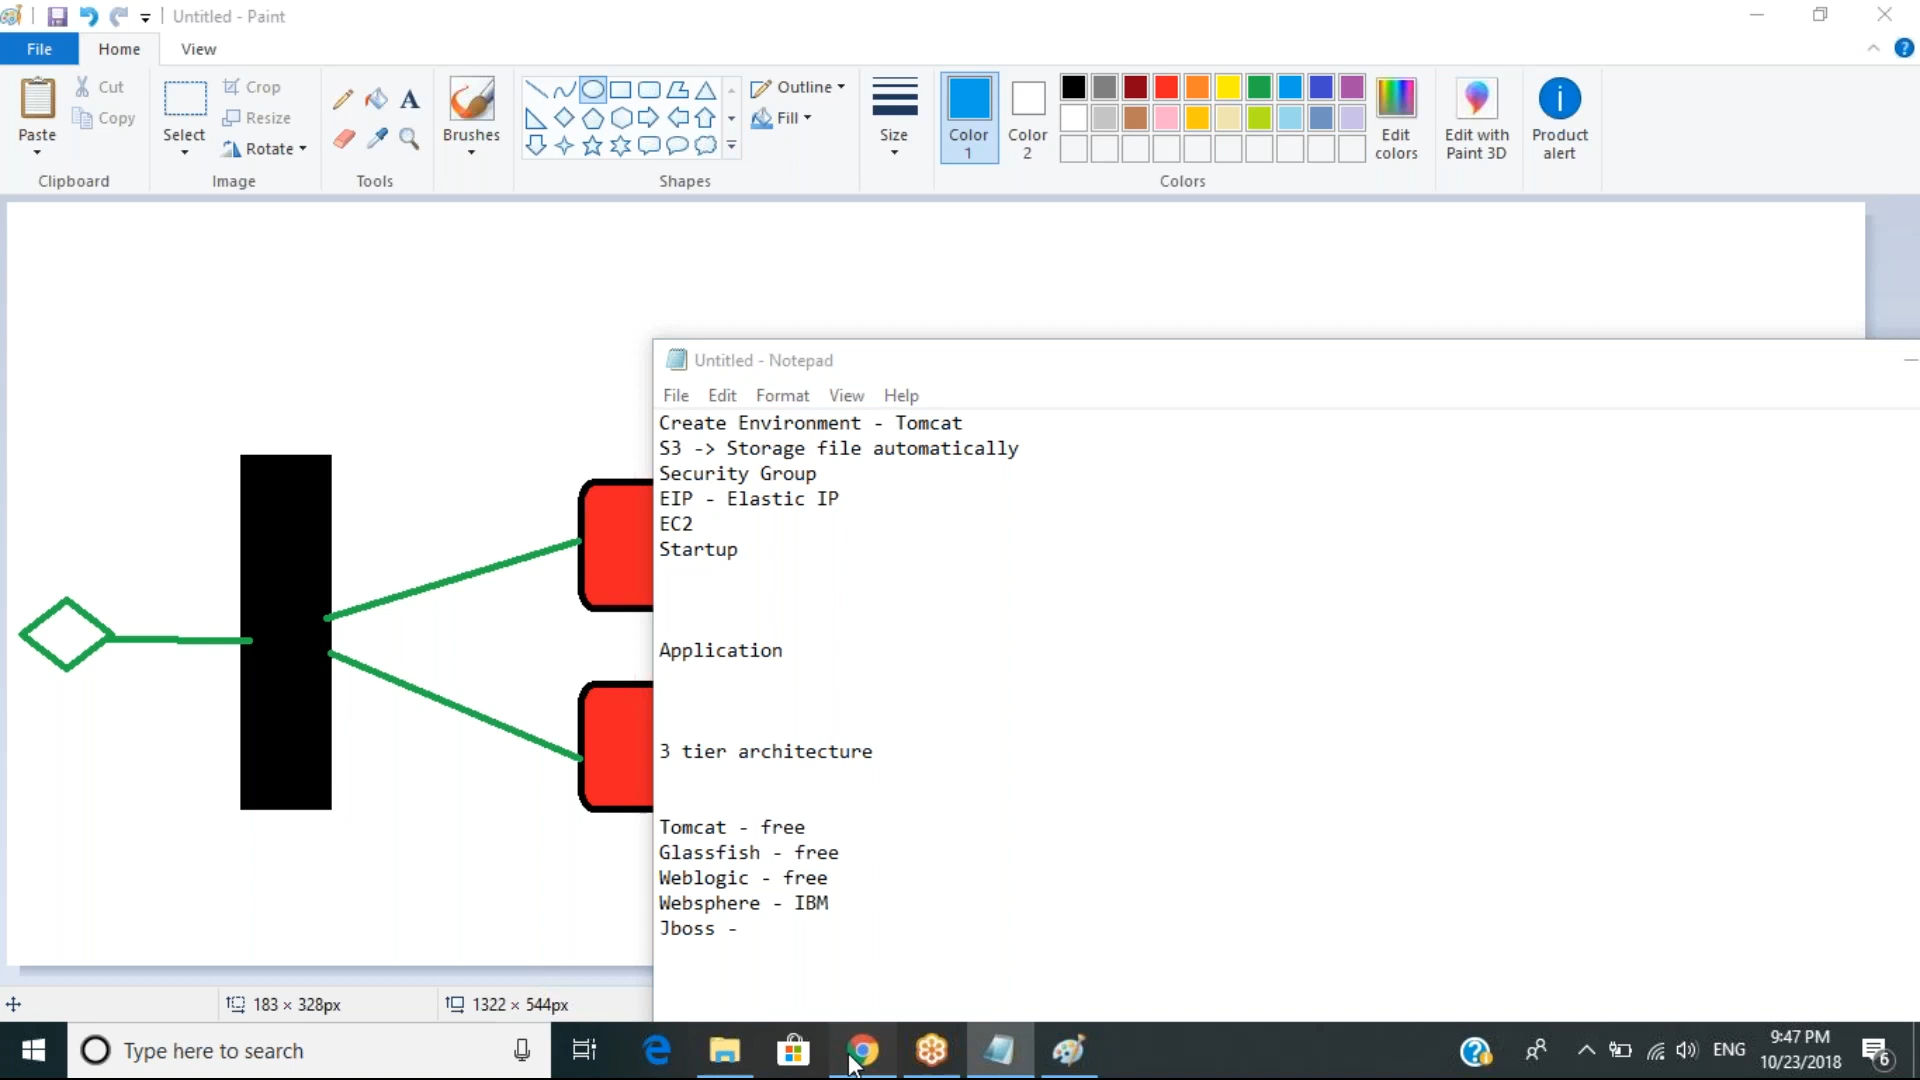 Untitled - Paint
File
Home
View
Paste
Cut
Copy
Clipboard
Select
Crop
Resize
Rotate
Image
A
Tools
Brushes
Shapes
Outline
Fill
Size
Color
1
Color
2
Colors
Edit
colors
Edit with
Paint 3D
Product
alert
Untitled - Notepad
File
Edit
Format
View
Help
Create Environment - Tomcat
S3 -> Storage file automatically
Security Group
EIP - Elastic IP
EC2
Startup
Application
3 tier architecture
Tomcat - free
Glassfish - free
Weblogic - free
Websphere - IBM
Jboss -
183 × 328px
1322 × 544px
Type here to search
ENG
9:47 PM
10/23/2018
6